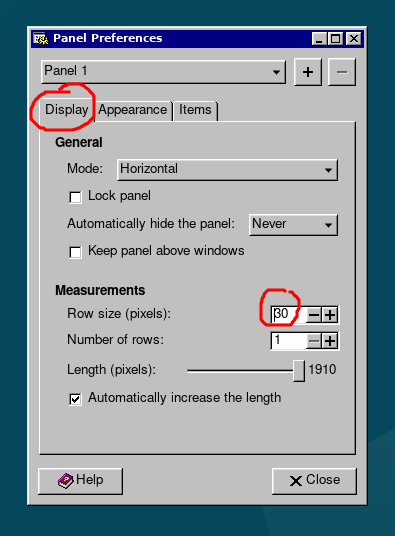 Panel Preferences
Panel 1
Display Appearance Items
General
Mode: Horizontal
Lock panel
Automatically hide the panel: Never
Keep panel above windows
Measurements
Row size (pixels): 30
Number of rows: 1
Length (pixels): 1910
Automatically increase the length
Help Close